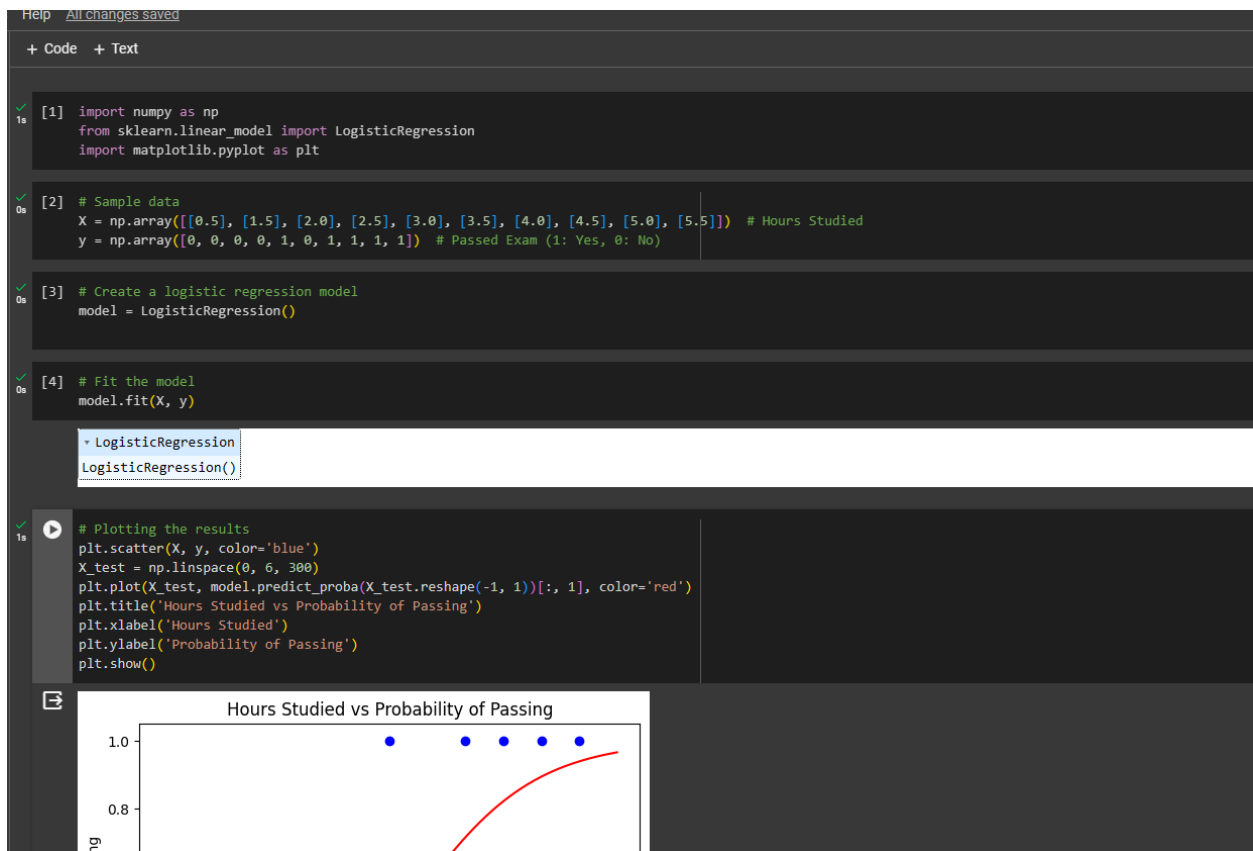 Help All changes saved
+ Code + Text
1s [1] import numpy as np
from sklearn.linear_model import LogisticRegression
import matplotlib.pyplot as plt
0s [2] # Sample data
X = np.array([[0.5], [1.5], [2.0], [2.5], [3.0], [3.5], [4.0], [4.5], [5.0], [5.5]]) # Hours Studied
y = np.array([0, 0, 0, 0, 1, 0, 1, 1, 1, 1]) # Passed Exam (1: Yes, 0: No)
0s [3] # Create a logistic regression model
model = LogisticRegression()
0s [4] # Fit the model
model.fit(X, y)
▾ LogisticRegression
LogisticRegression()
1s # Plotting the results
plt.scatter(X, y, color='blue')
X_test = np.linspace(0, 6, 300)
plt.plot(X_test, model.predict_proba(X_test.reshape(-1, 1))[:, 1], color='red')
plt.title('Hours Studied vs Probability of Passing')
plt.xlabel('Hours Studied')
plt.ylabel('Probability of Passing')
plt.show()
Hours Studied vs Probability of Passing
1.0
0.8